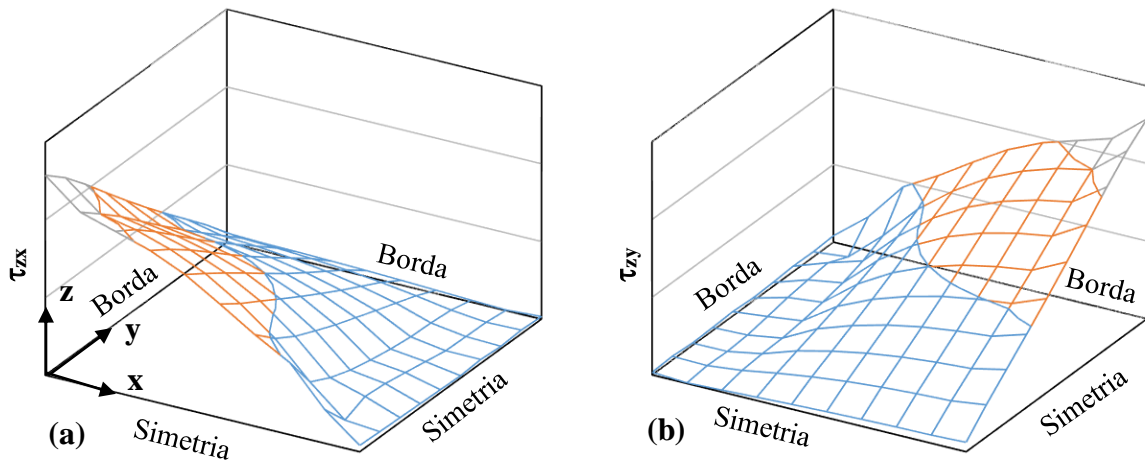 τzx
Borda
Borda
z
y
x
Simetria
Simetria
(a)
τzy
Borda
Borda
Simetria
Simetria
(b)